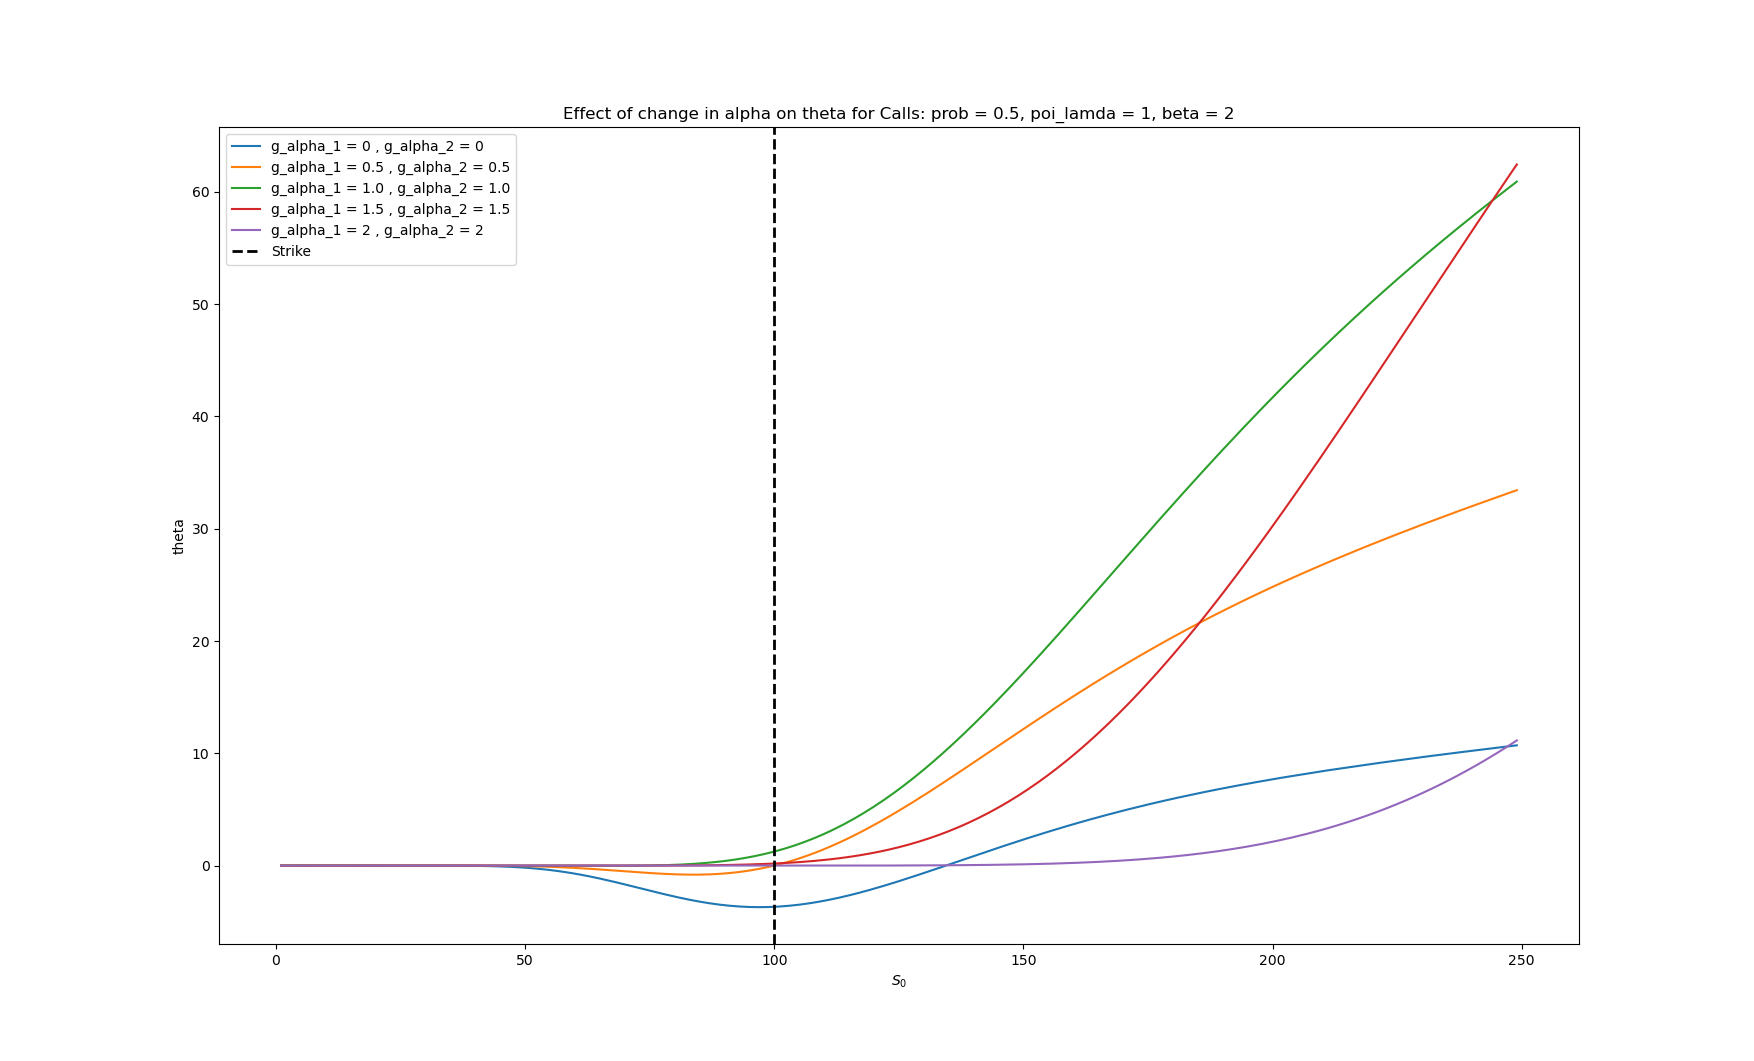 Effect of change in alpha on theta for Calls: prob = 0.5, poi_lamda = 1, beta = 2
g_alpha_1 = 0 , g_alpha_2 = 0
g_alpha_1 = 0.5 , g_alpha_2 = 0.5
g_alpha_1 = 1.0 , g_alpha_2 = 1.0
g_alpha_1 = 1.5 , g_alpha_2 = 1.5
g_alpha_1 = 2 , g_alpha_2 = 2
Strike
60
50
40
30
20
10
0
theta
0 50 100 150 200 250
S_0